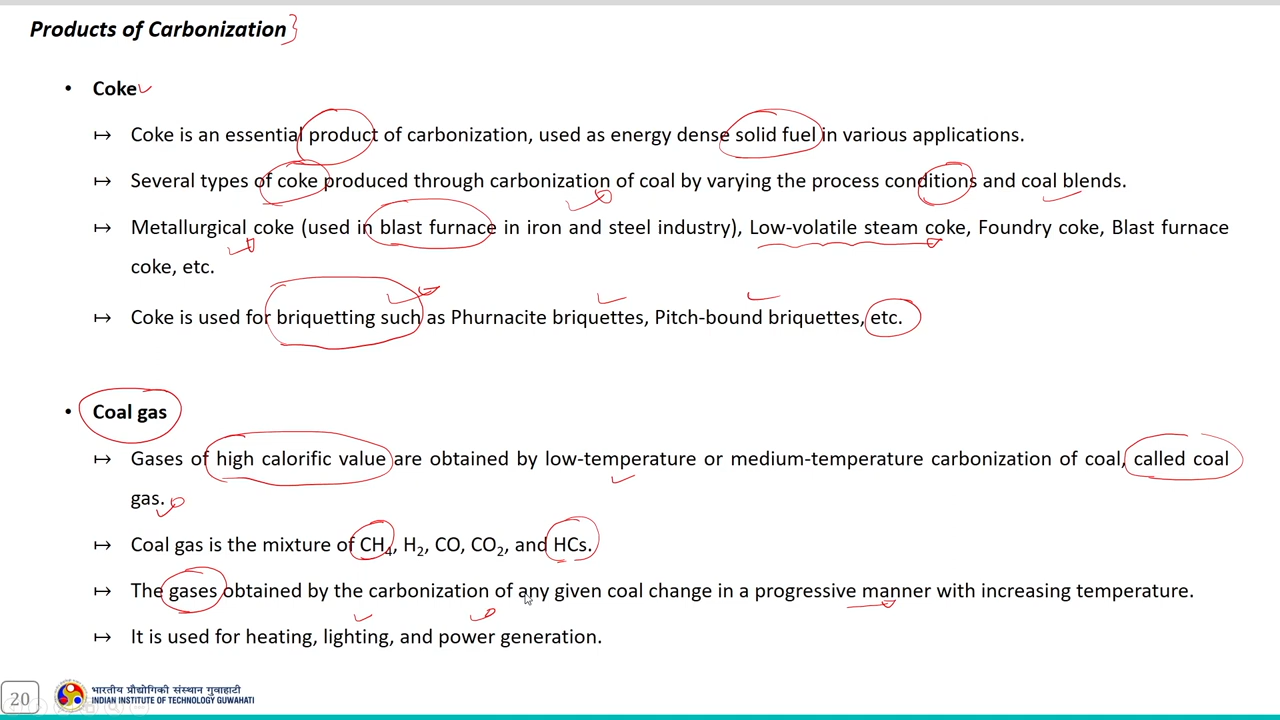 Products of Carbonization
• Coke
↦ Coke is an essential product of carbonization, used as energy dense solid fuel in various applications.
↦ Several types of coke produced through carbonization of coal by varying the process conditions and coal blends.
↦ Metallurgical coke (used in blast furnace in iron and steel industry), Low-volatile steam coke, Foundry coke, Blast furnace
coke, etc.
↦ Coke is used for briquetting such as Phurnacite briquettes, Pitch-bound briquettes, etc.
• Coal gas
↦ Gases of high calorific value are obtained by low-temperature or medium-temperature carbonization of coal, called coal
gas.
↦ Coal gas is the mixture of CH₄, H₂, CO, CO₂, and HCs.
↦ The gases obtained by the carbonization of any given coal change in a progressive manner with increasing temperature.
↦ It is used for heating, lighting, and power generation.
20
भारतीय प्रौद्योगिकी संस्थान गुवाहाटी
INDIAN INSTITUTE OF TECHNOLOGY GUWAHATI